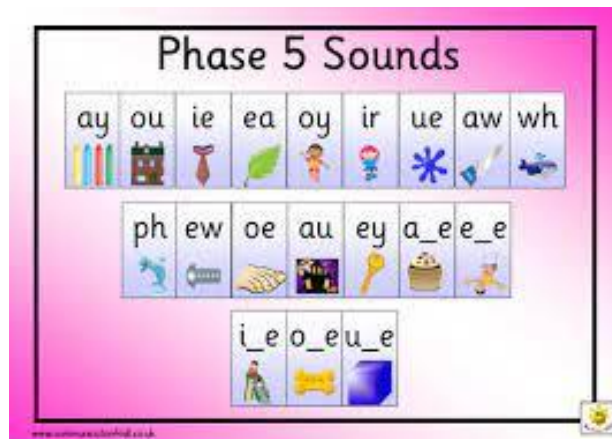 Phase 5 Sounds
ay ou ie ea oy ir ue aw wh
ph ew oe au ey a_e e_e
i_e o_e u_e